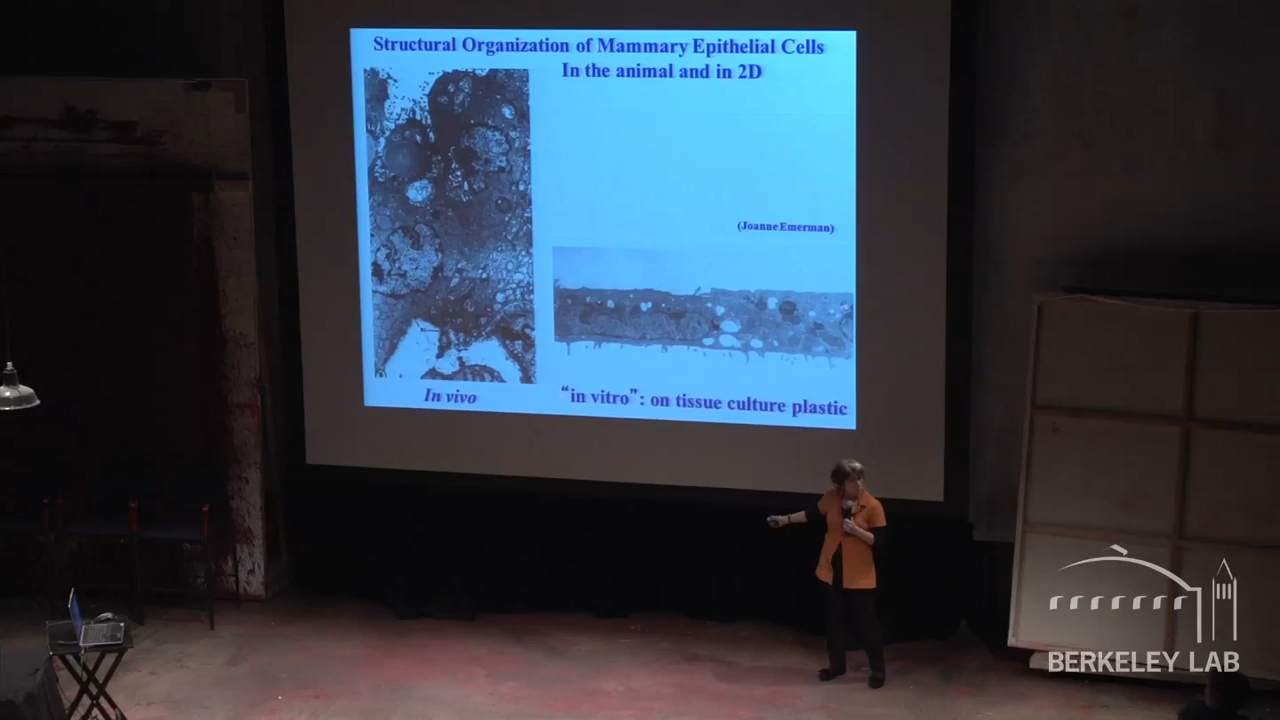 Structural Organization of Mammary Epithelial Cells
In the animal and in 2D
(Joanne Emerman)
In vivo
“in vitro”: on tissue culture plastic
BERKELEY LAB